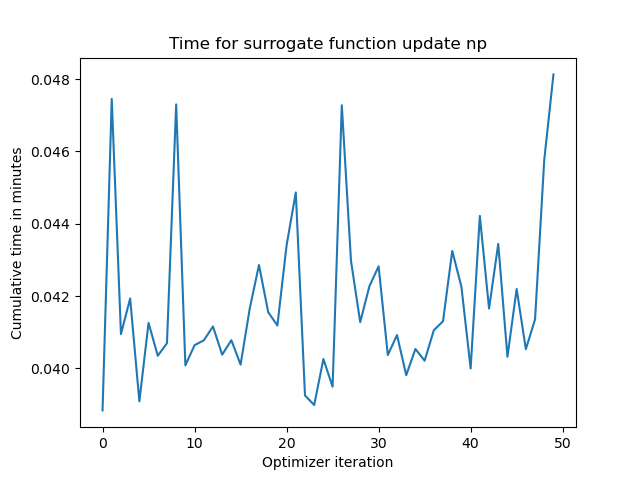 Time for surrogate function update np
Cumulative time in minutes
0.048
0.046
0.044
0.042
0.040
0 10 20 30 40 50
Optimizer iteration